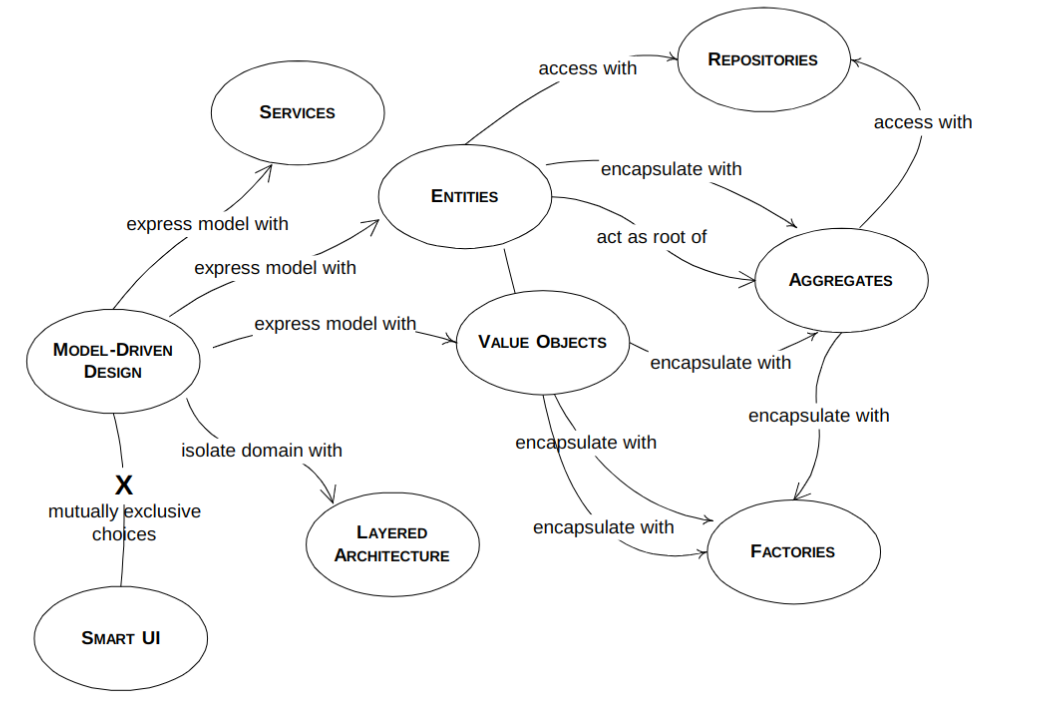 REPOSITORIES
access with
SERVICES
access with
encapsulate with
ENTITIES
express model with
act as root of
express model with
AGGREGATES
express model with
VALUE OBJECTS
MODEL-DRIVEN
DESIGN
encapsulate with
encapsulate with
encapsulate with
isolate domain with
X
mutually exclusive
choices
encapsulate with
LAYERED
ARCHITECTURE
FACTORIES
SMART UI